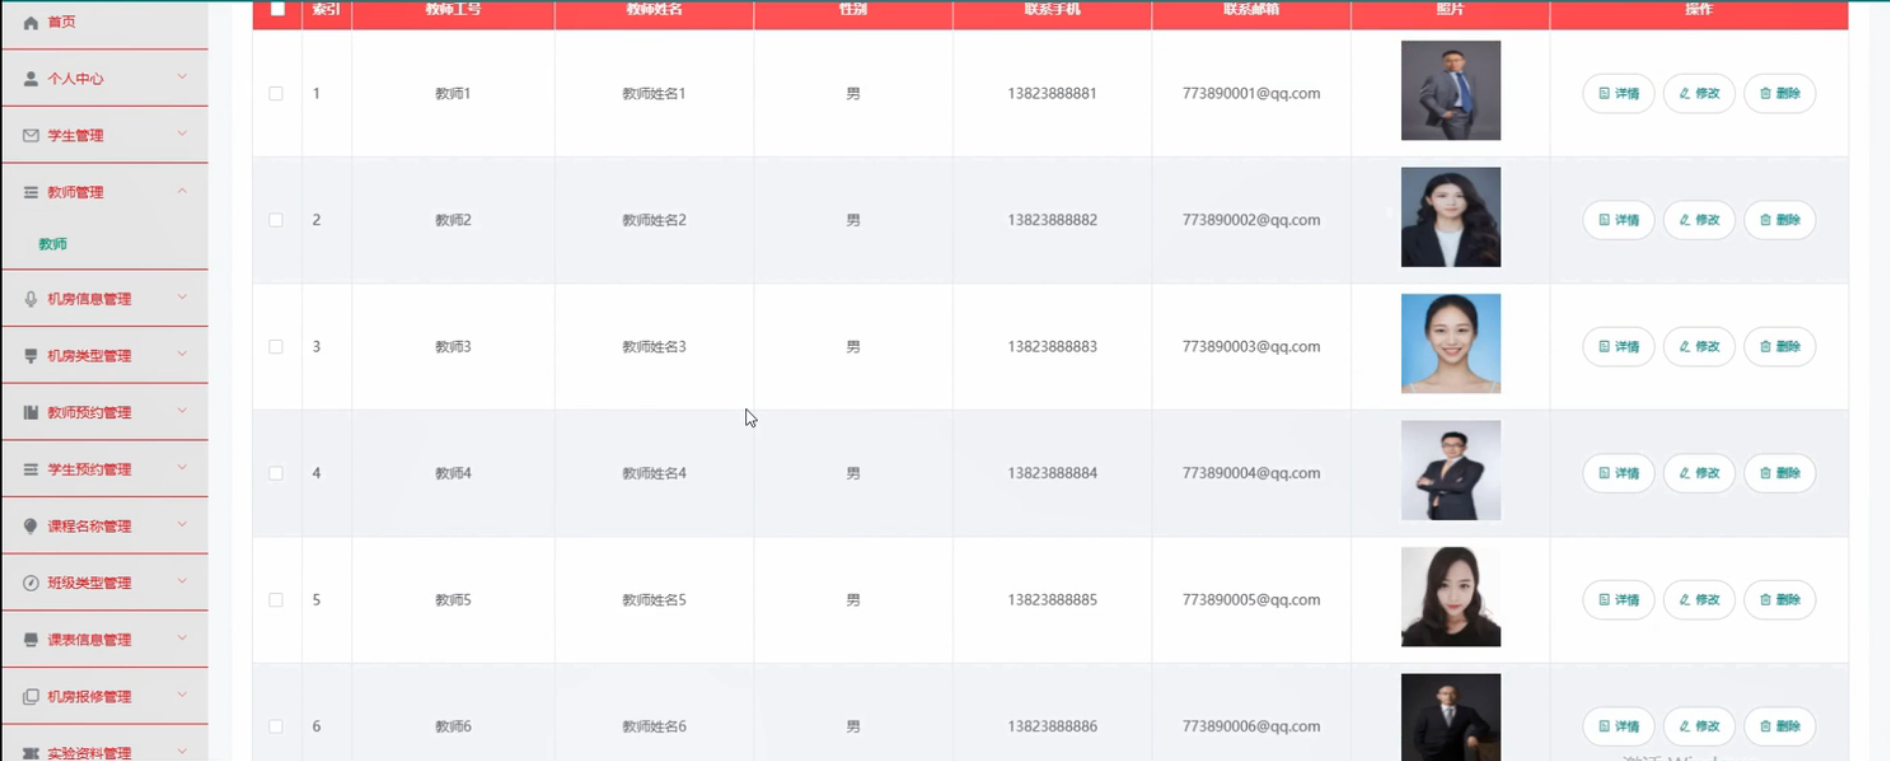 首页
个人中心
学生管理
教师管理
教师
机房信息管理
机房类型管理
教师预约管理
学生预约管理
课程名称管理
班级类型管理
课表信息管理
机房报修管理
实验资料管理
索引 教师工号 教师姓名 性别 联系手机 联系邮箱 照片 操作
1 教师1 教师姓名1 男 13823888881 773890001@qq.com 详情 修改 删除
2 教师2 教师姓名2 男 13823888882 773890002@qq.com 详情 修改 删除
3 教师3 教师姓名3 男 13823888883 773890003@qq.com 详情 修改 删除
4 教师4 教师姓名4 男 13823888884 773890004@qq.com 详情 修改 删除
5 教师5 教师姓名5 男 13823888885 773890005@qq.com 详情 修改 删除
6 教师6 教师姓名6 男 13823888886 773890006@qq.com 详情 修改 删除